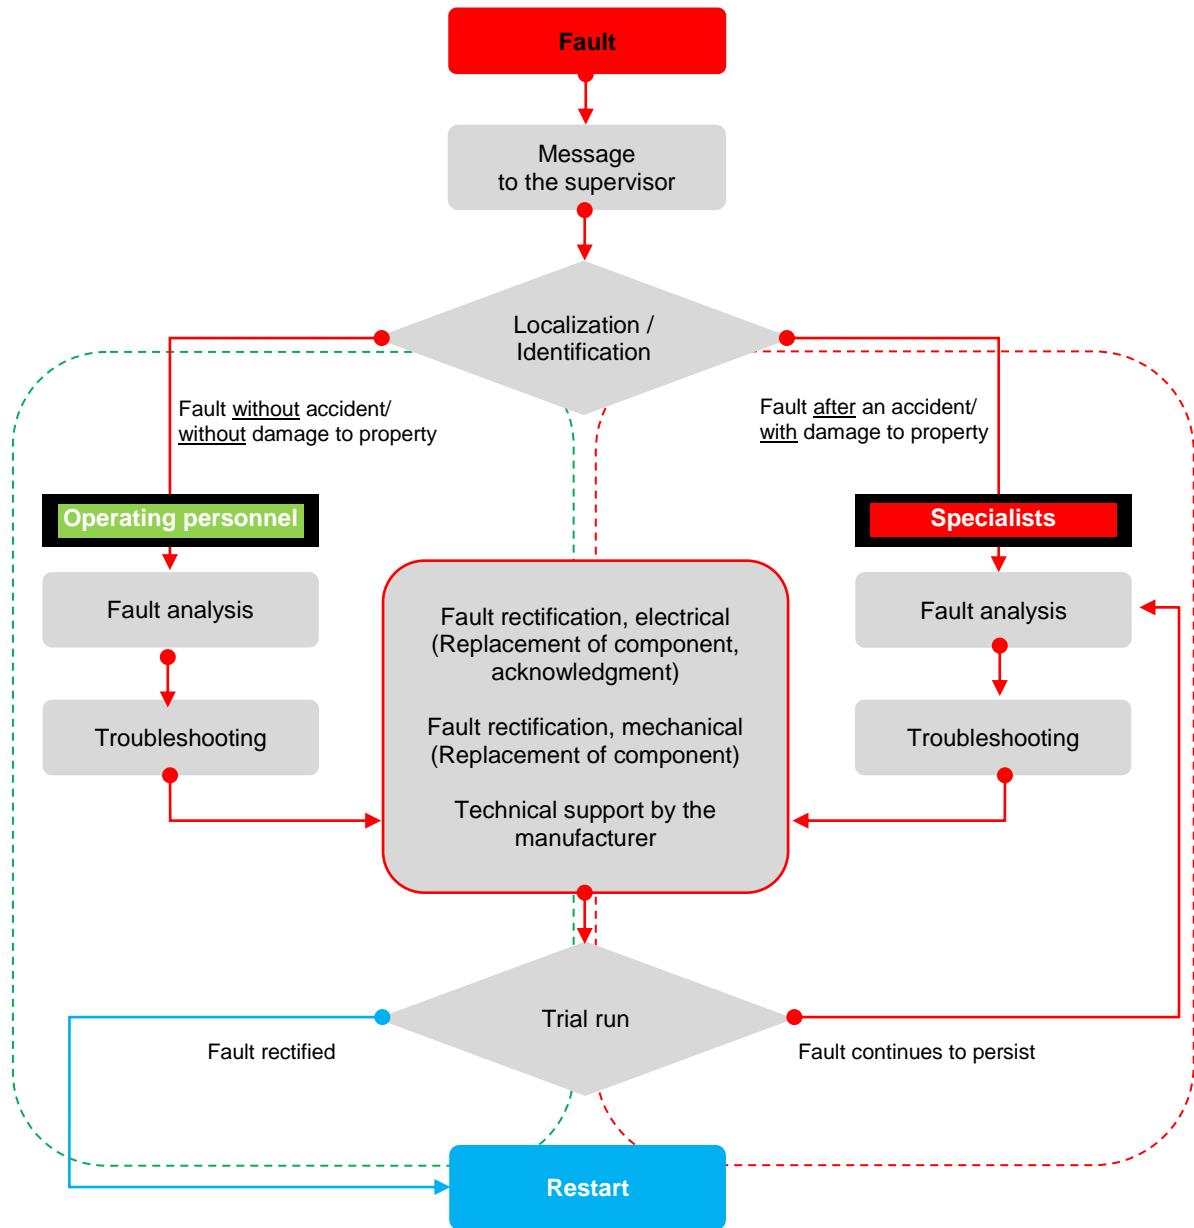 Fault
Message
to the supervisor
Localization /
Identification
Fault without accident/
without damage to property
Fault after an accident/
with damage to property
Operating personnel
Specialists
Fault analysis
Troubleshooting
Fault rectification, electrical
(Replacement of component,
acknowledgment)
Fault rectification, mechanical
(Replacement of component)
Technical support by the
manufacturer
Fault analysis
Troubleshooting
Trial run
Fault rectified
Fault continues to persist
Restart